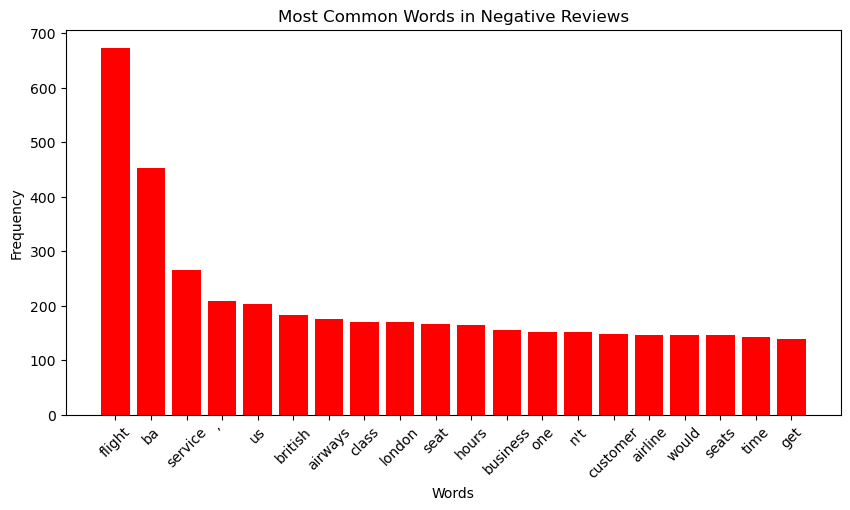 Most Common Words in Negative Reviews
700
600
500
400
300
200
100
0
Frequency
flight
ba
service
’
us
british
airways
class
london
seat
hours
business
one
n't
customer
airline
would
seats
time
get
Words